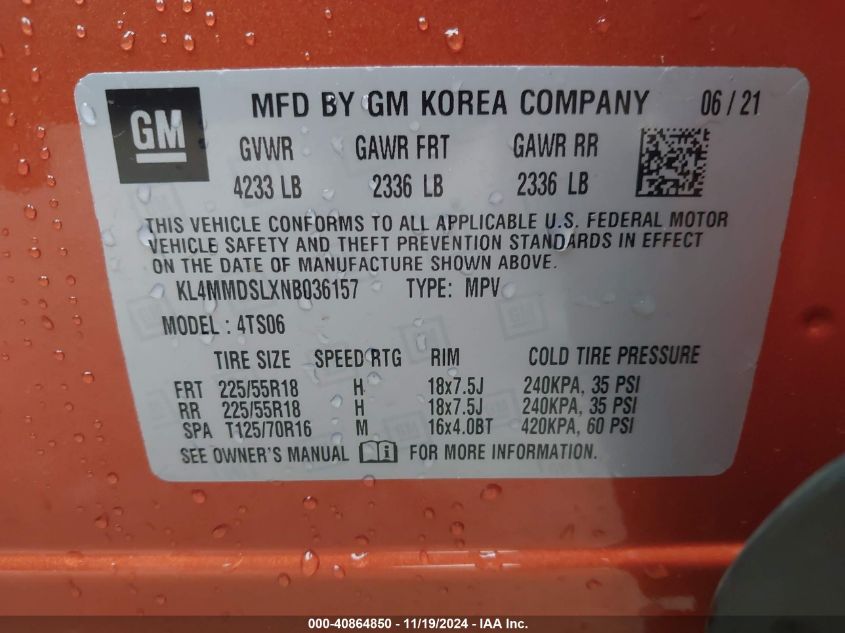 GM
MFD BY GM KOREA COMPANY 06 / 21
GVWR GAWR FRT GAWR RR
4233 LB 2336 LB 2336 LB
THIS VEHICLE CONFORMS TO ALL APPLICABLE U.S. FEDERAL MOTOR
VEHICLE SAFETY AND THEFT PREVENTION STANDARDS IN EFFECT
ON THE DATE OF MANUFACTURE SHOWN ABOVE.
KL4MMDSLXNB036157 TYPE: MPV
MODEL : 4TS06
TIRE SIZE SPEED RTG RIM COLD TIRE PRESSURE
FRT 225/55R18 H 18x7.5J 240KPA, 35 PSI
RR 225/55R18 H 18x7.5J 240KPA, 35 PSI
SPA T125/70R16 M 16x4.0BT 420KPA, 60 PSI
SEE OWNER'S MANUAL FOR MORE INFORMATION.
000-40864850 - 11/19/2024 - IAA Inc.